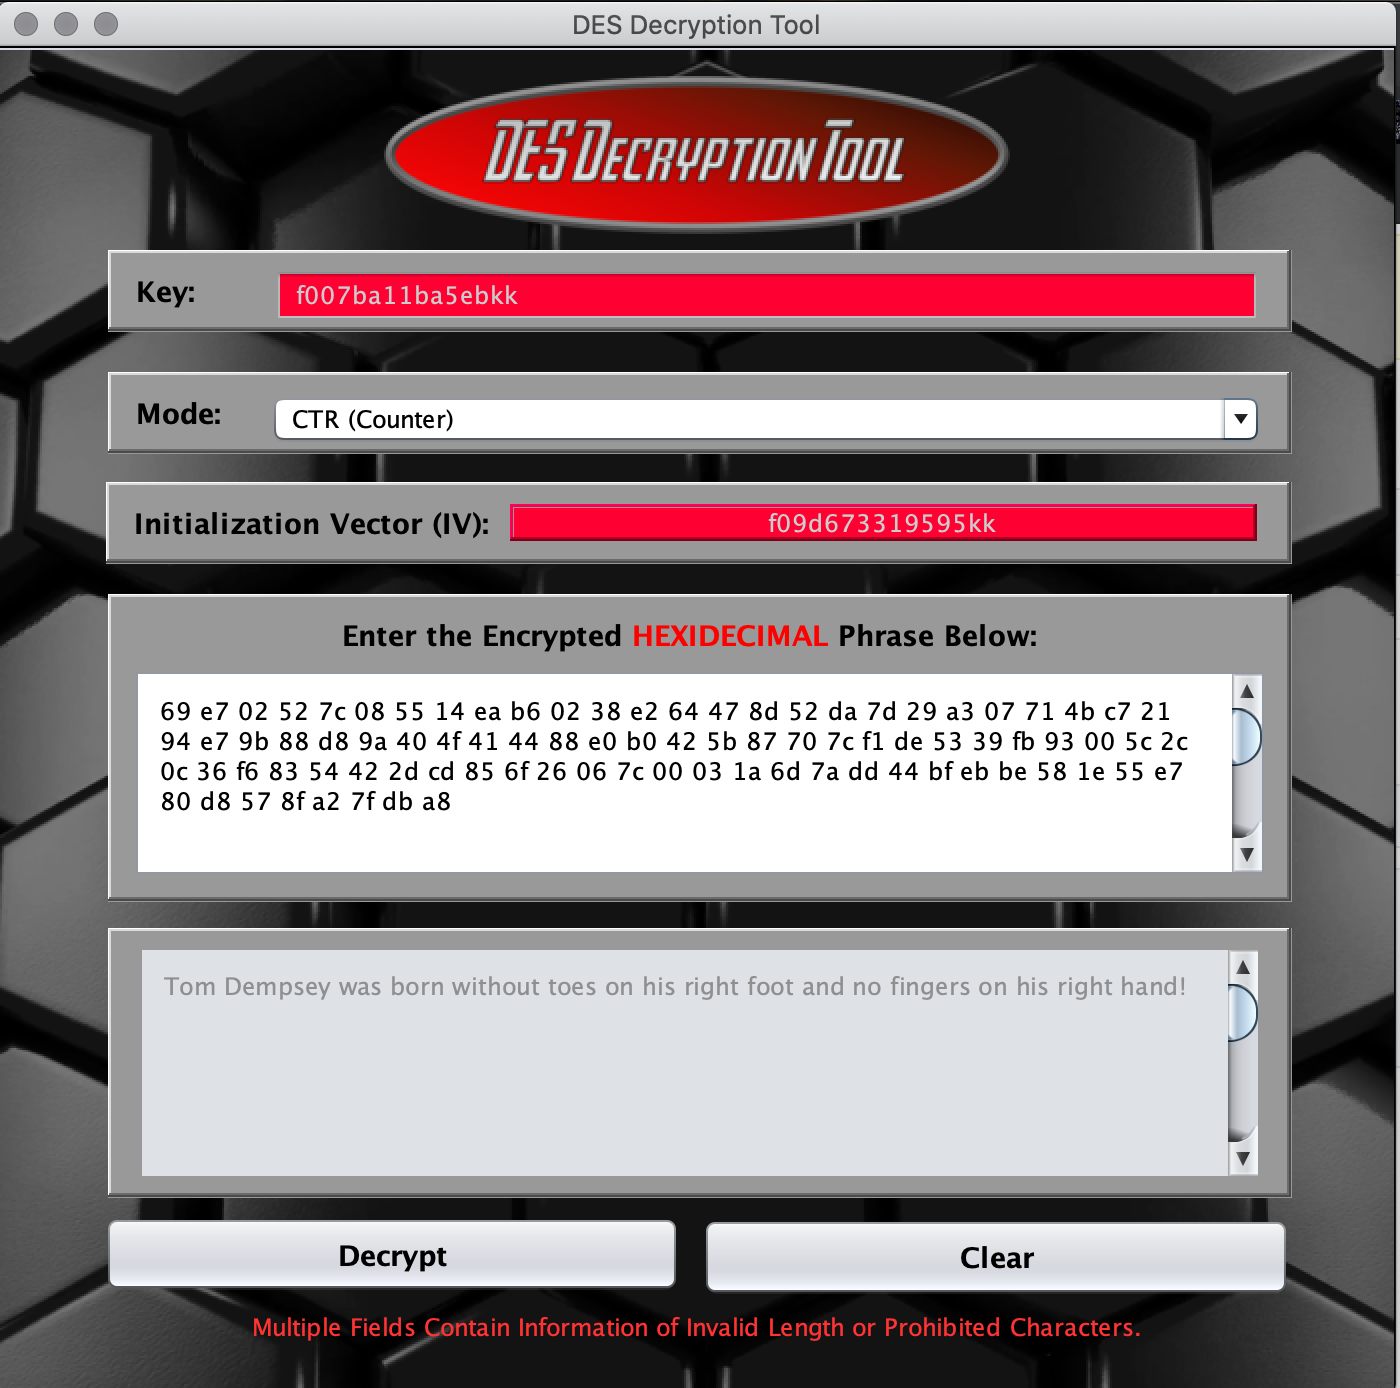 DES Decryption Tool
DES DECRYPTION TOOL
Key: f007ba11ba5ebkk
Mode: CTR (Counter)
Initialization Vector (IV): f09d673319595kk
Enter the Encrypted HEXIDECIMAL Phrase Below:
69 e7 02 52 7c 08 55 14 ea b6 02 38 e2 64 47 8d 52 da 7d 29 a3 07 71 4b c7 21
94 e7 9b 88 d8 9a 40 4f 41 44 88 e0 b0 42 5b 87 70 7c f1 de 53 39 fb 93 00 5c 2c
0c 36 f6 83 54 42 2d cd 85 6f 26 06 7c 00 03 1a 6d 7a dd 44 bf eb be 58 1e 55 e7
80 d8 57 8f a2 7f db a8
Tom Dempsey was born without toes on his right foot and no fingers on his right hand!
Decrypt Clear
Multiple Fields Contain Information of Invalid Length or Prohibited Characters.